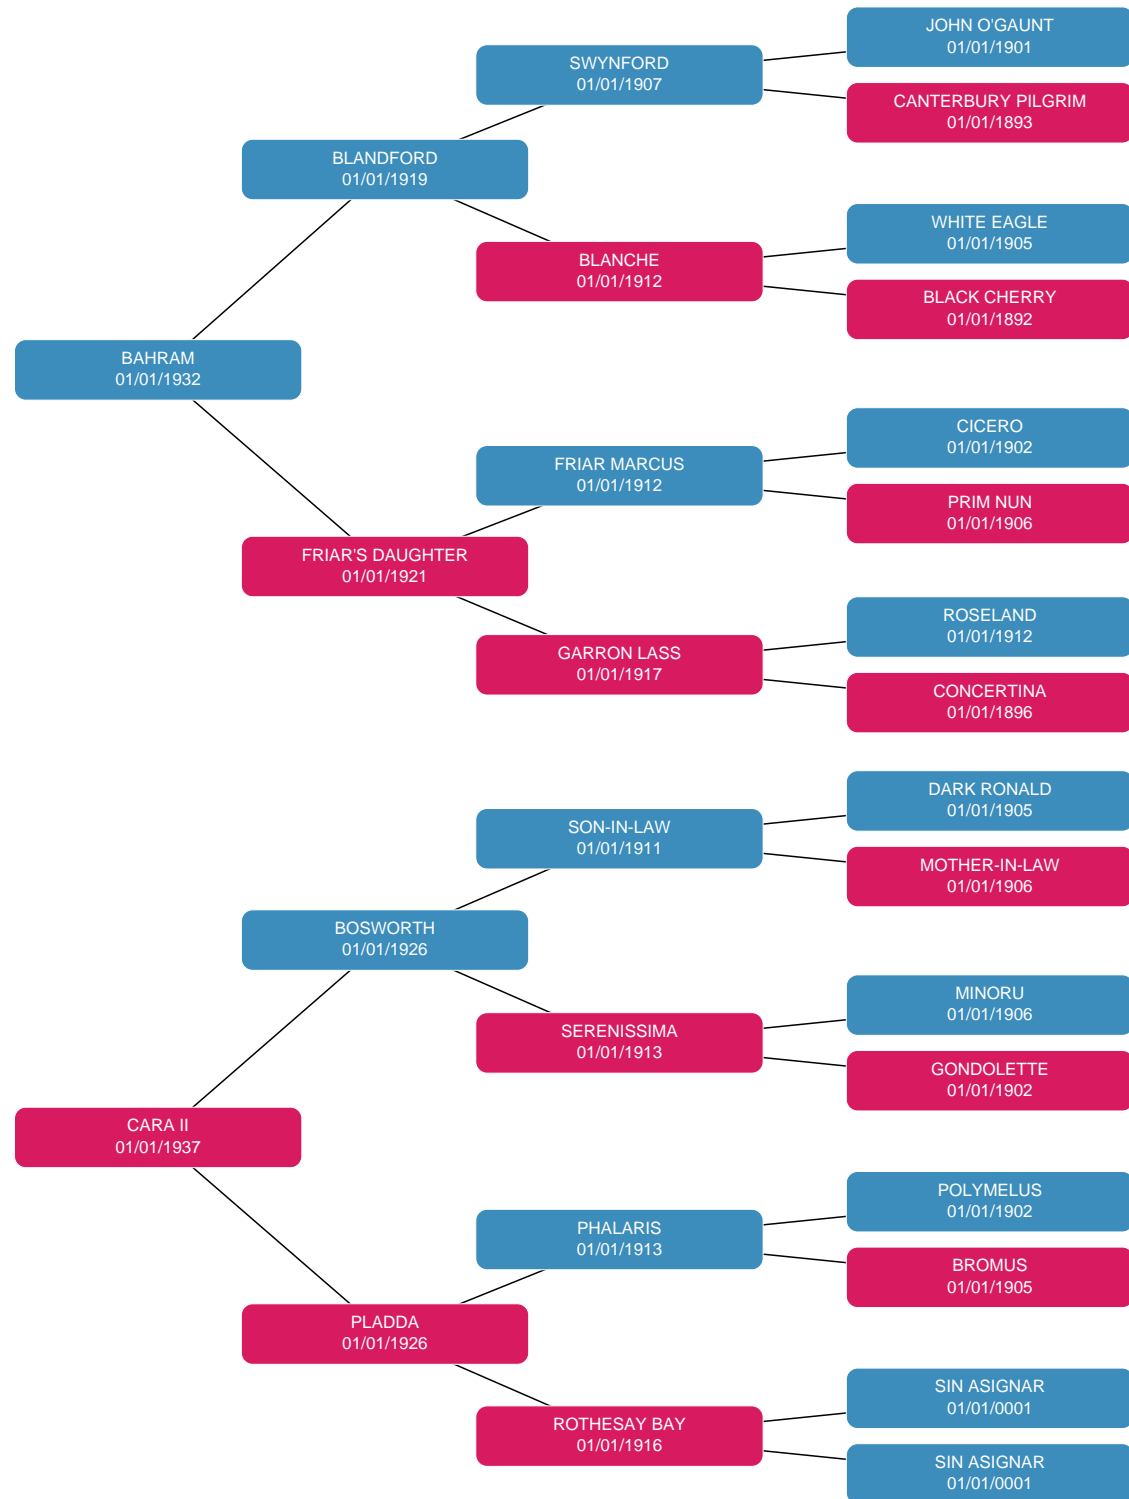 JOHN O'GAUNT
01/01/1901
SWYNFORD
01/01/1907
CANTERBURY PILGRIM
01/01/1893
BLANDFORD
01/01/1919
WHITE EAGLE
01/01/1905
BLANCHE
01/01/1912
BLACK CHERRY
01/01/1892
BAHRAM
01/01/1932
CICERO
01/01/1902
FRIAR MARCUS
01/01/1912
PRIM NUN
01/01/1906
FRIAR'S DAUGHTER
01/01/1921
ROSELAND
01/01/1912
GARRON LASS
01/01/1917
CONCERTINA
01/01/1896
DARK RONALD
01/01/1905
SON-IN-LAW
01/01/1911
MOTHER-IN-LAW
01/01/1906
BOSWORTH
01/01/1926
MINORU
01/01/1906
SERENISSIMA
01/01/1913
GONDOLETTE
01/01/1902
CARA II
01/01/1937
POLYMELUS
01/01/1902
PHALARIS
01/01/1913
BROMUS
01/01/1905
PLADDA
01/01/1926
SIN ASIGNAR
01/01/0001
ROTHESAY BAY
01/01/1916
SIN ASIGNAR
01/01/0001